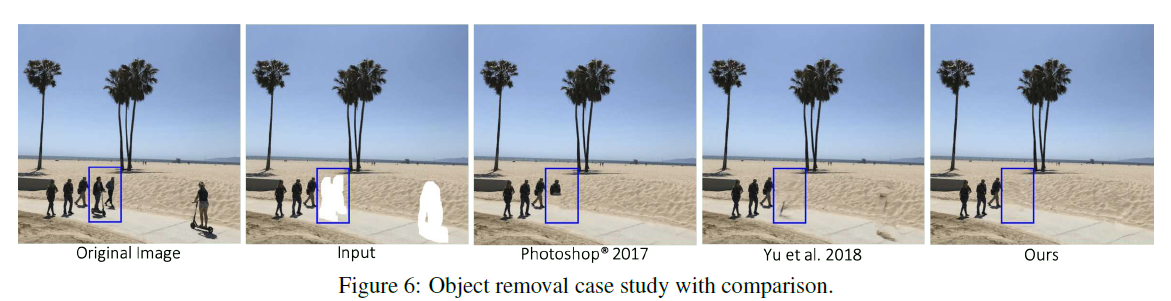 Original Image
Input
Photoshop® 2017
Yu et al. 2018
Ours
Figure 6: Object removal case study with comparison.